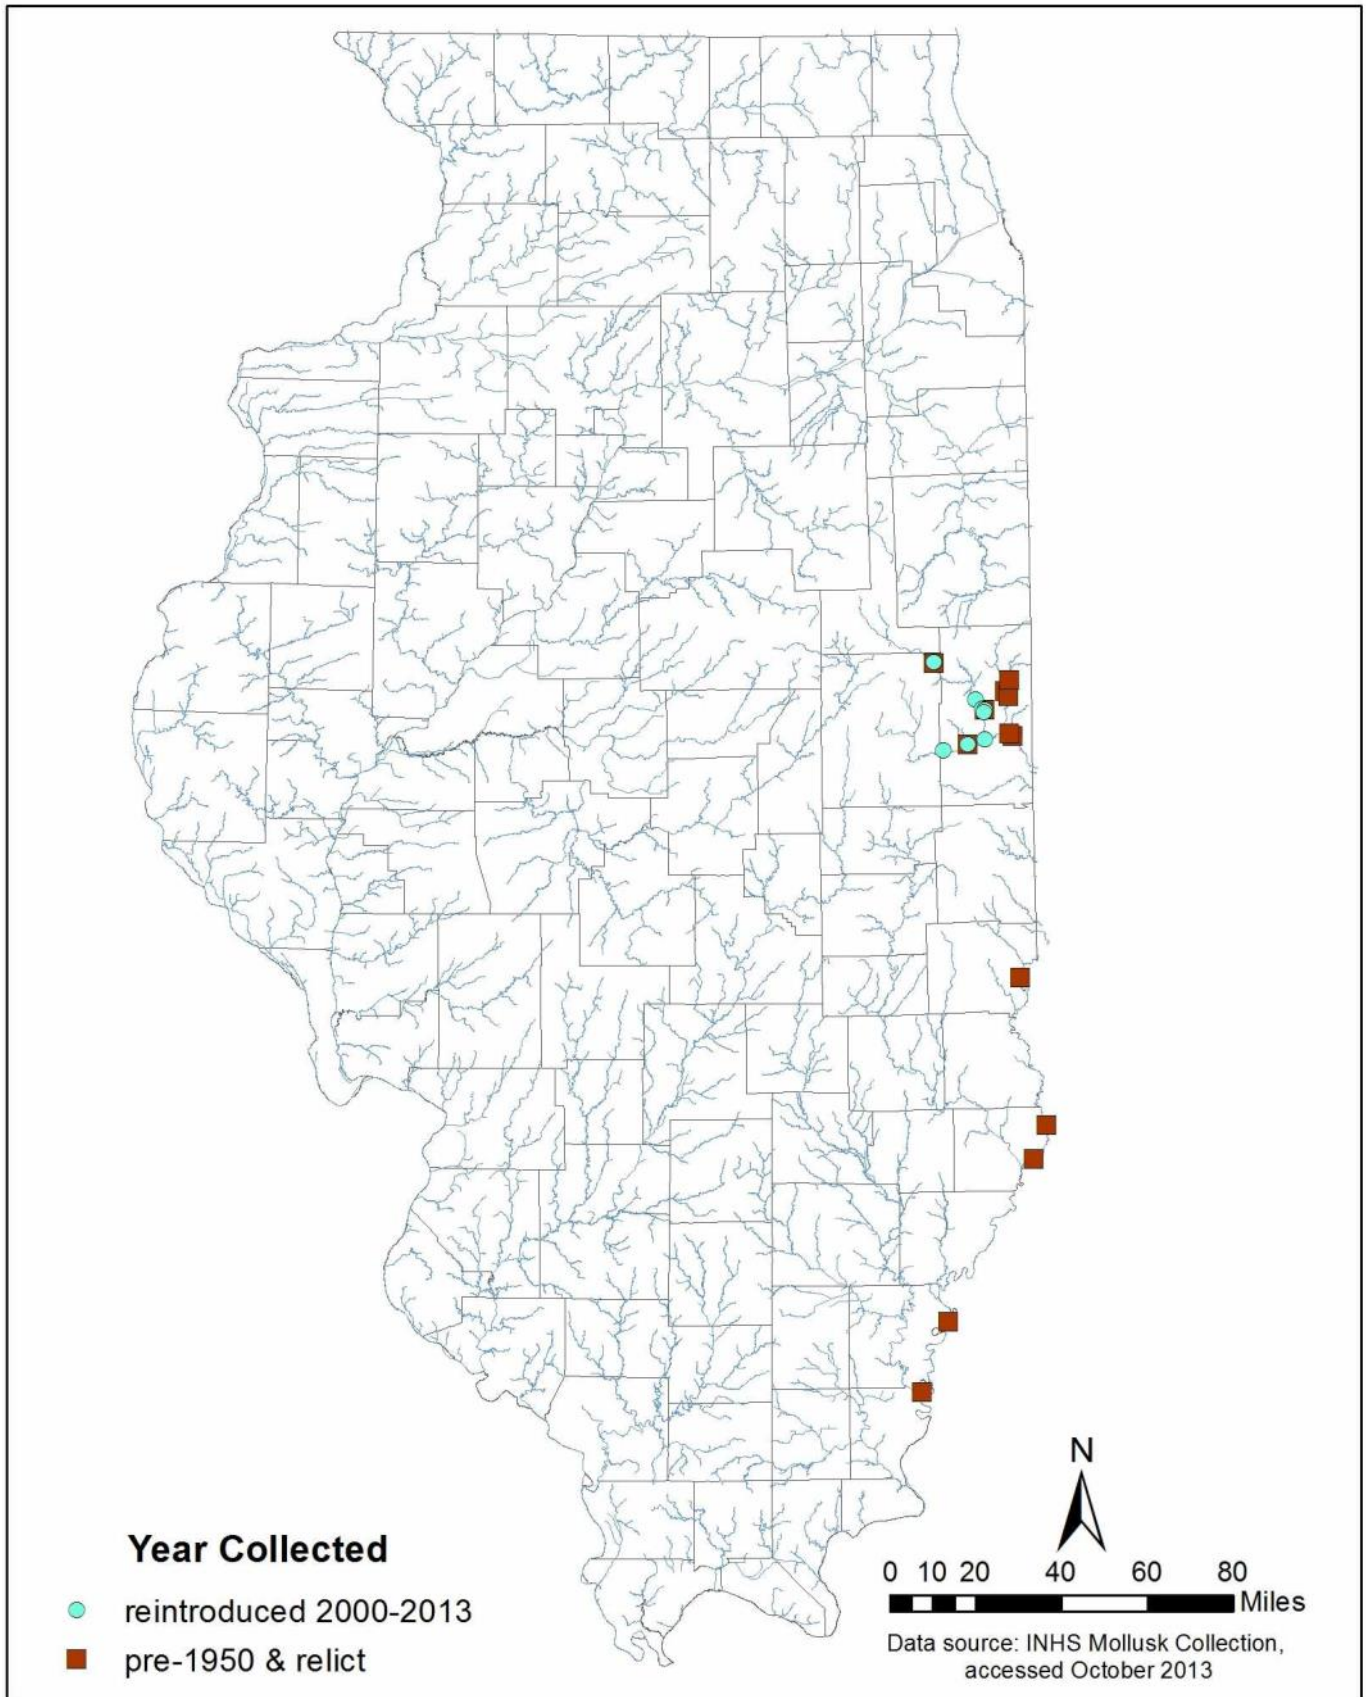 N
0 10 20 40 60 80
Miles
Data source: INHS Mollusk Collection,
accessed October 2013
Year Collected
reintroduced 2000-2013
pre-1950 & relict